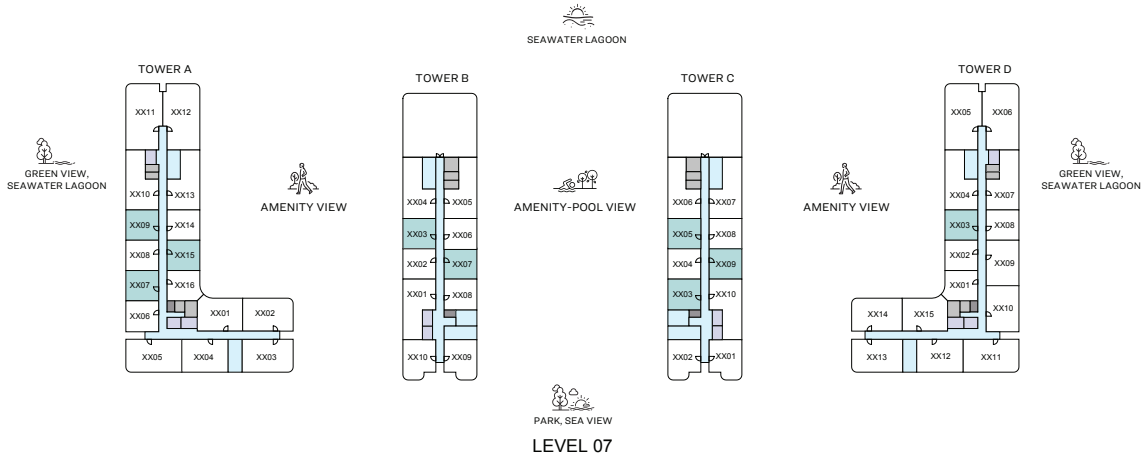 SEAWATER LAGOON
TOWER A
TOWER B
TOWER C
TOWER D
XX11 XX12
XX05 XX06
GREEN VIEW,
SEAWATER LAGOON
GREEN VIEW,
SEAWATER LAGOON
XX10 XX13
XX04 XX05
XX06 XX07
XX04 XX07
AMENITY VIEW
AMENITY-POOL VIEW
AMENITY VIEW
XX09 XX14
XX03 XX06
XX05 XX08
XX03 XX08
XX08 XX15
XX02 XX07
XX04 XX09
XX02 XX09
XX07 XX16
XX01 XX08
XX03 XX10
XX01 XX10
XX06 XX01 XX02
XX14 XX15
XX05 XX04 XX03
XX10 XX09
XX02 XX01
XX13 XX12 XX11
PARK, SEA VIEW
LEVEL 07